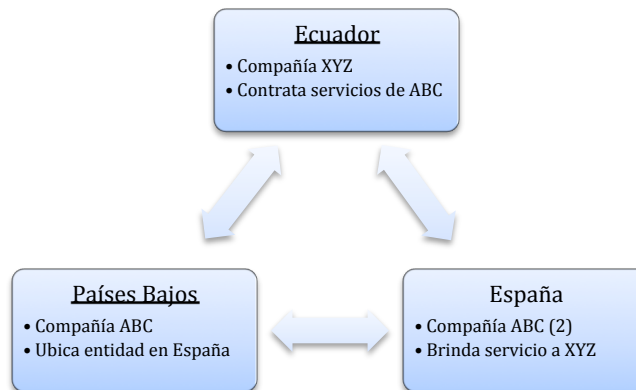 Ecuador
• Compañía XYZ
• Contrata servicios de ABC
Países Bajos
• Compañía ABC
• Ubica entidad en España
España
• Compañía ABC (2)
• Brinda servicio a XYZ